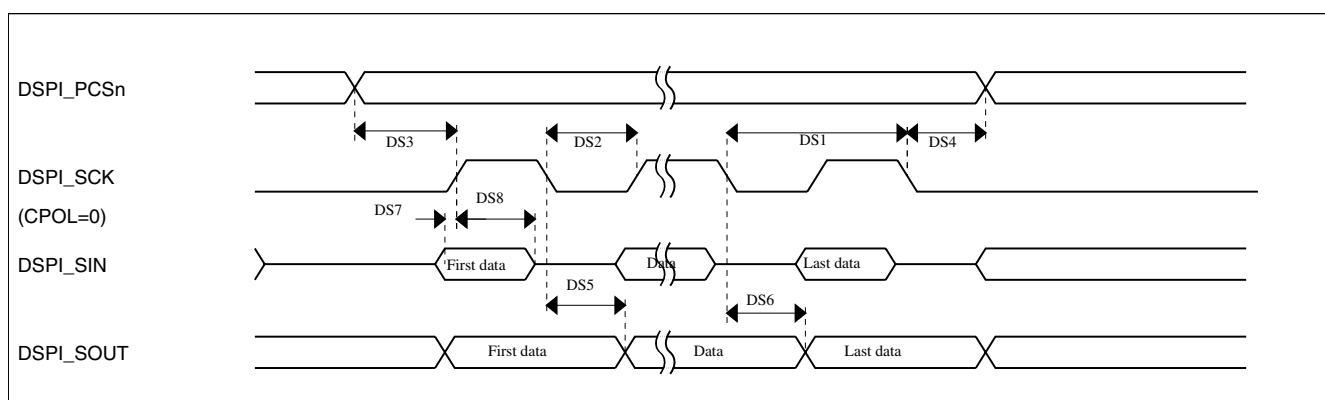 DSPI_PCSn
DS3
DS2
DS1
DS4
DSPI_SCK
DS7
DS8
(CPOL=0)
DSPI_SIN
First data
Data
Last data
DS5
DS6
DSPI_SOUT
First data
Data
Last data